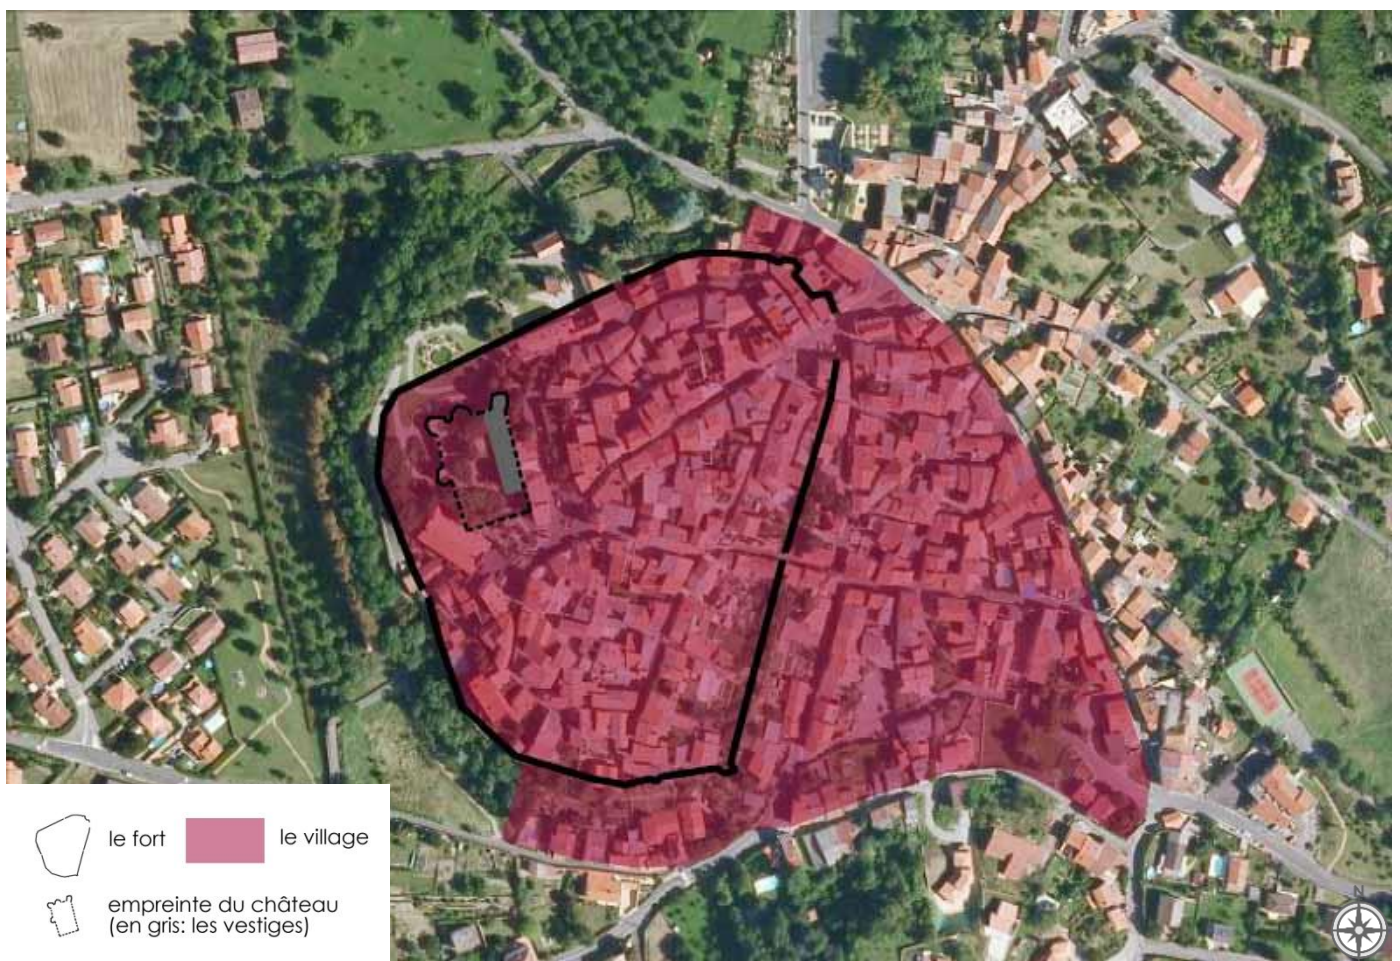 le fort
le village
empreinte du château
(en gris: les vestiges)
N